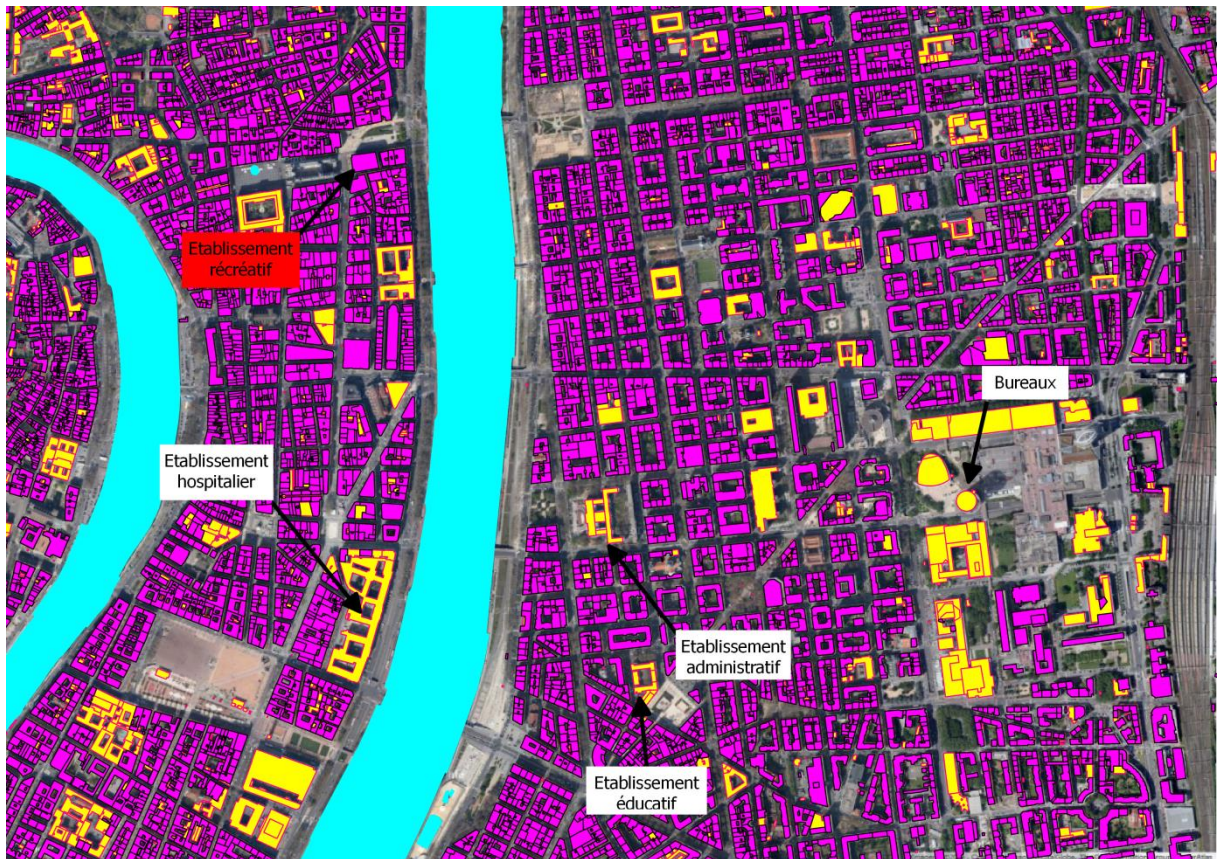 Etablissement
récréatif
Bureaux
Etablissement
hospitalier
Etablissement
administratif
Etablissement
éducatif